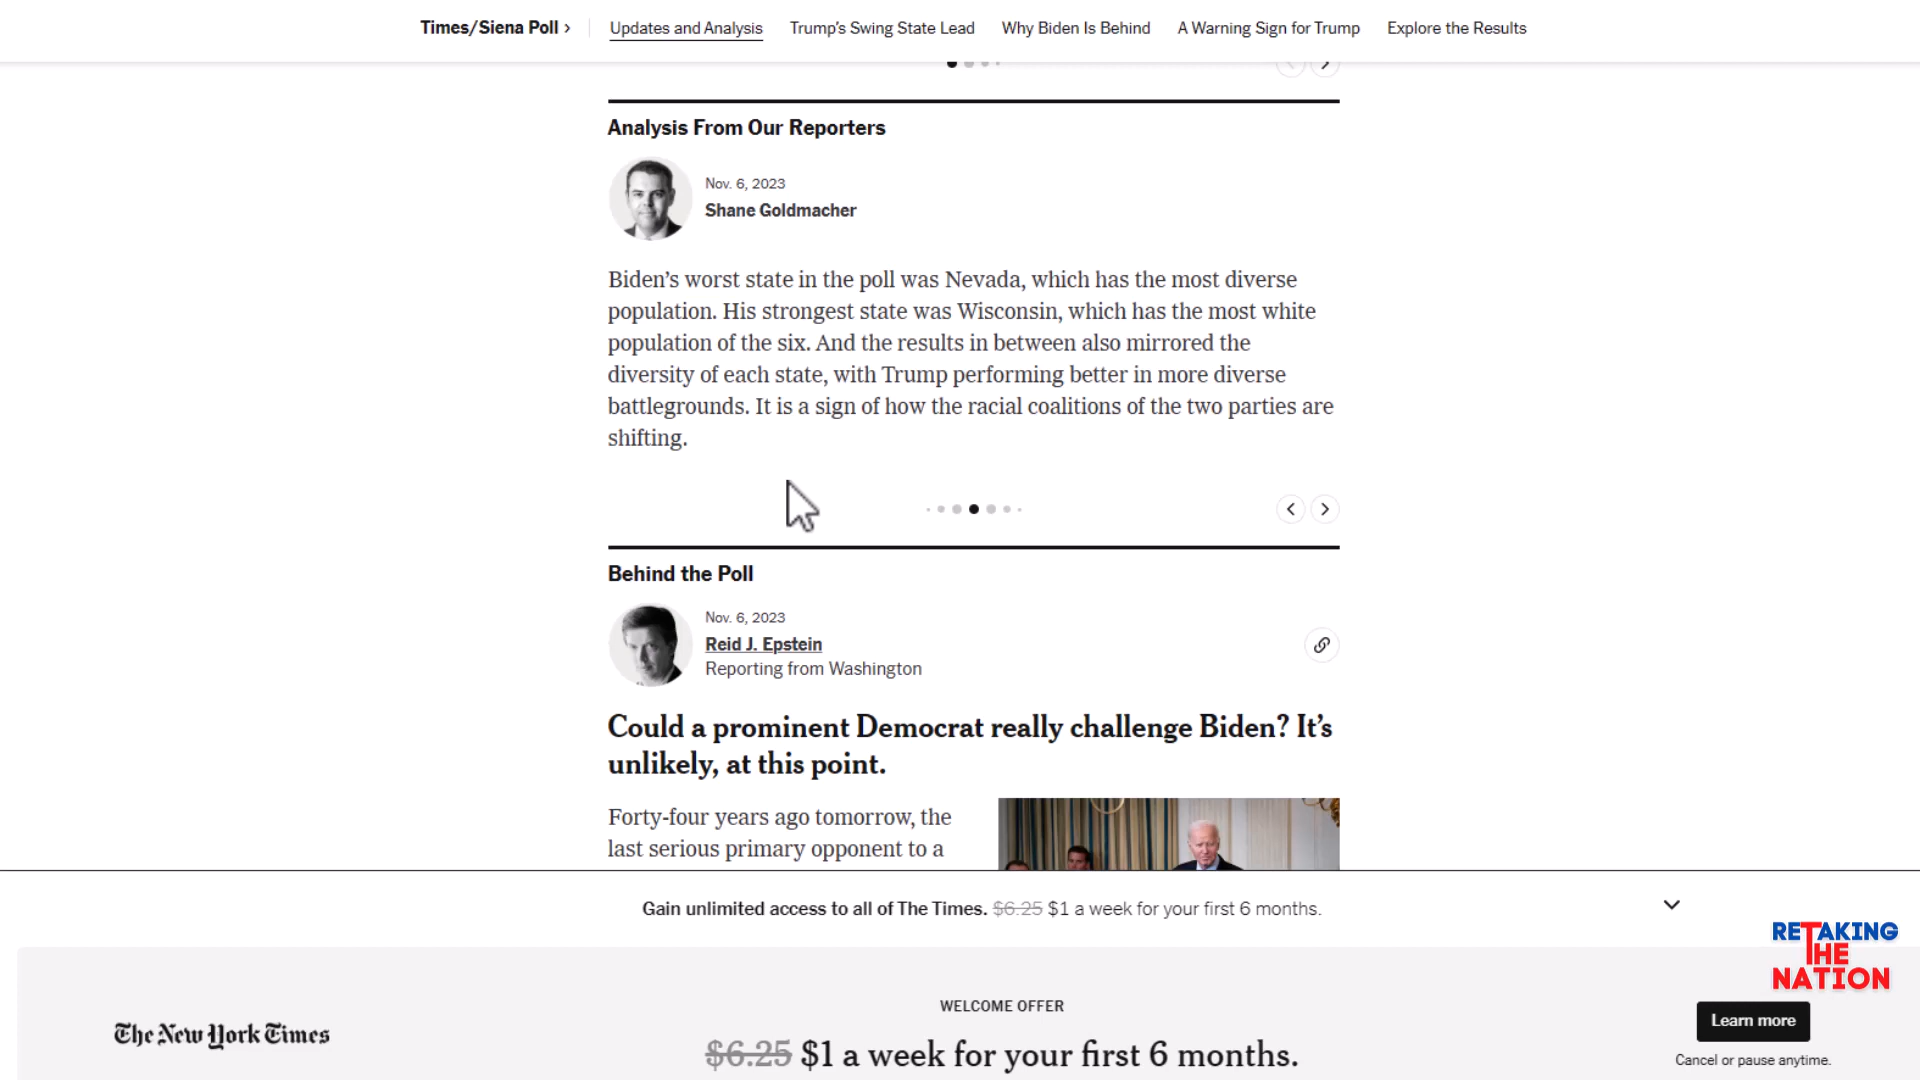 Times/Siena Poll ›
Updates and Analysis
Trump's Swing State Lead
Why Biden Is Behind
A Warning Sign for Trump
Explore the Results
Analysis From Our Reporters
Nov. 6, 2023
Shane Goldmacher
Biden's worst state in the poll was Nevada, which has the most diverse
population. His strongest state was Wisconsin, which has the most white
population of the six. And the results in between also mirrored the
diversity of each state, with Trump performing better in more diverse
battlegrounds. It is a sign of how the racial coalitions of the two parties are
shifting.
Behind the Poll
Nov. 6, 2023
Reid J. Epstein
Reporting from Washington
Could a prominent Democrat really challenge Biden? It's
unlikely, at this point.
Forty-four years ago tomorrow, the
last serious primary opponent to a
Gain unlimited access to all of The Times. $6.25 $1 a week for your first 6 months.
RETAKING
THE
NATION
WELCOME OFFER
The New York Times
$6.25 $1 a week for your first 6 months.
Learn more
Cancel or pause anytime.